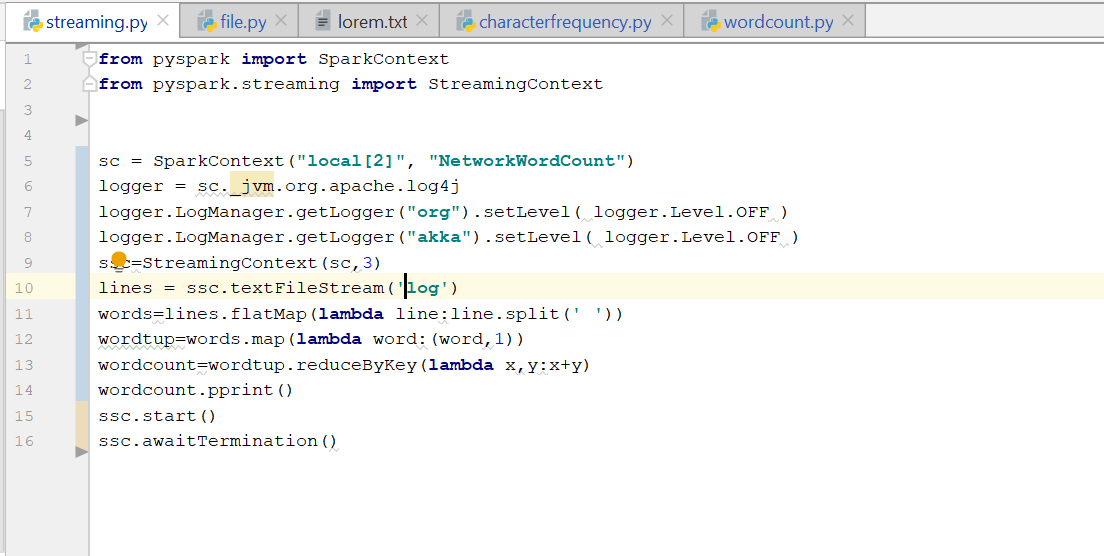 streaming.py file.py lorem.txt characterfrequency.py wordcount.py
1 from pyspark import SparkContext
2 from pyspark.streaming import StreamingContext
3
4
5 sc = SparkContext("local[2]", "NetworkWordCount")
6 logger = sc._jvm.org.apache.log4j
7 logger.LogManager.getLogger("org").setLevel( logger.Level.OFF )
8 logger.LogManager.getLogger("akka").setLevel( logger.Level.OFF )
9 ssc=StreamingContext(sc,3)
10 lines = ssc.textFileStream('log')
11 words=lines.flatMap(lambda line:line.split(' '))
12 wordtup=words.map(lambda word:(word,1))
13 wordcount=wordtup.reduceByKey(lambda x,y:x+y)
14 wordcount.pprint()
15 ssc.start()
16 ssc.awaitTermination()